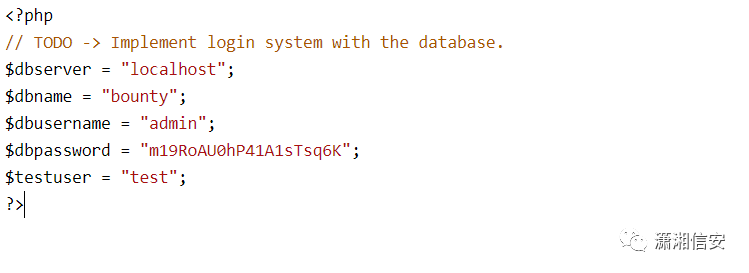 <?php
// TODO -> Implement login system with the database.
$dbserver = "localhost";
$dbname = "bounty";
$dbusername = "admin";
$dbpassword = "m19RoAU0hP41A1sTsq6K";
$testuser = "test";
?>
潇湘信安